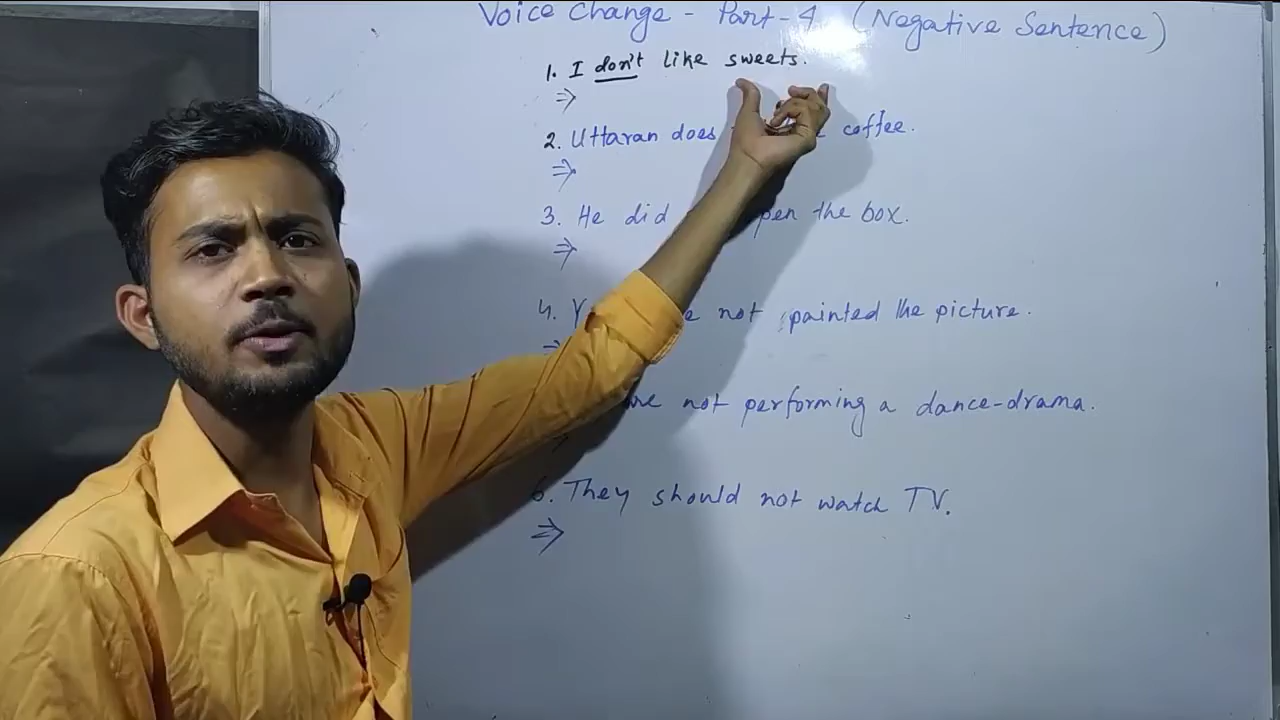 Voice Change - Part-4 (Negative Sentence)
1. I don't like sweets.
⇒
2. Uttaran does coffee.
⇒
3. He did the box.
⇒
4. not painted the picture.
not performing a dance-drama.
6. They should not watch TV.
⇒